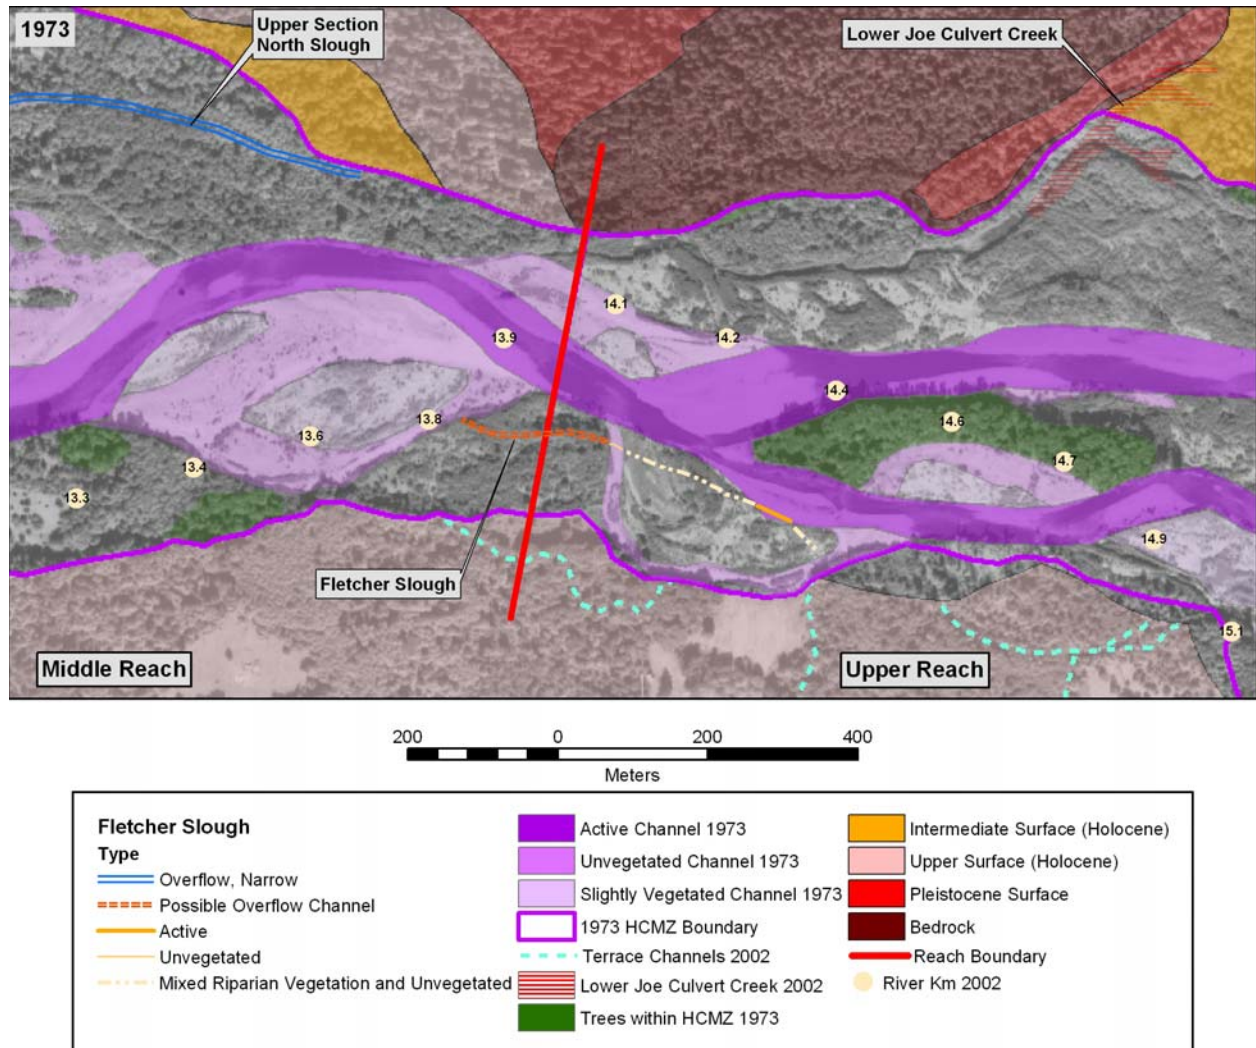 1973
Upper Section
North Slough
Lower Joe Culvert Creek
14.1
13.9
14.2
14.4
13.8
14.6
13.6
13.4
14.7
13.3
14.9
Fletcher Slough
15.1
Middle Reach
Upper Reach
200 0 200 400
Meters
Fletcher Slough
Type
Overflow, Narrow
Possible Overflow Channel
Active
Unvegetated
Mixed Riparian Vegetation and Unvegetated
Active Channel 1973
Unvegetated Channel 1973
Slightly Vegetated Channel 1973
1973 HCMZ Boundary
Terrace Channels 2002
Lower Joe Culvert Creek 2002
Trees within HCMZ 1973
Intermediate Surface (Holocene)
Upper Surface (Holocene)
Pleistocene Surface
Bedrock
Reach Boundary
River Km 2002